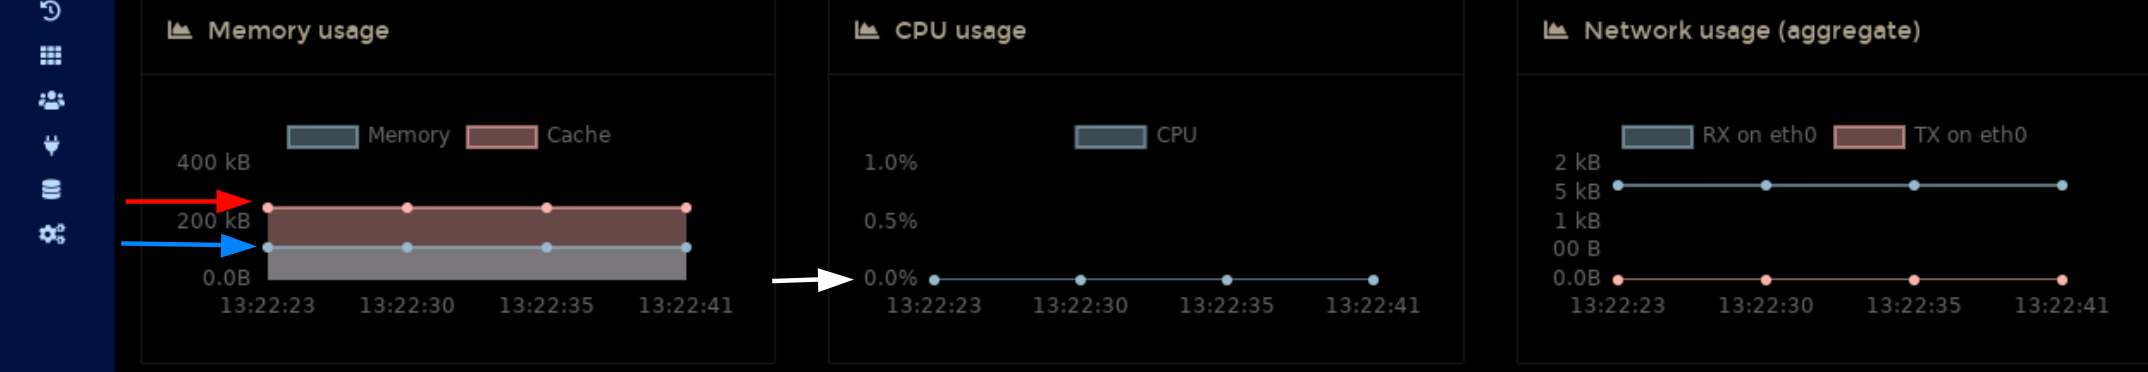 Memory usage
Memory Cache
400 kB
200 kB
0.0B
13:22:23 13:22:30 13:22:35 13:22:41
CPU usage
CPU
1.0%
0.5%
0.0%
13:22:23 13:22:30 13:22:35 13:22:41
Network usage (aggregate)
RX on eth0 TX on eth0
2 kB
5 kB
1 kB
00 B
0.0B
13:22:23 13:22:30 13:22:35 13:22:41